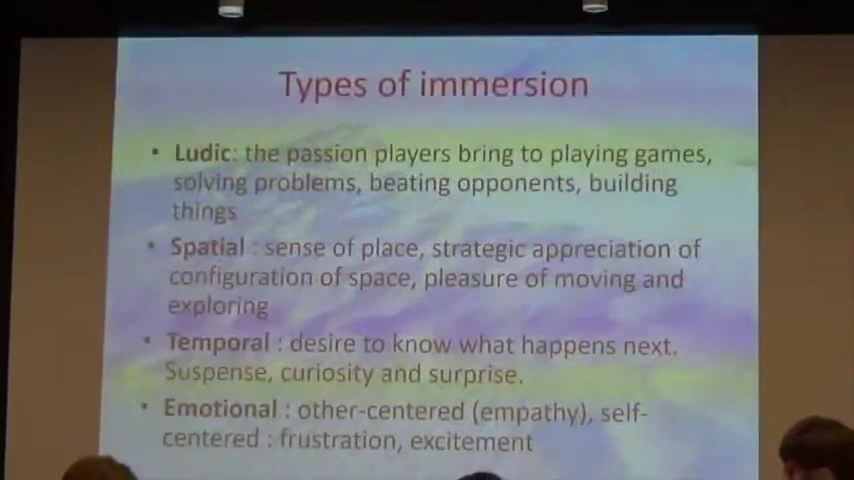 Types of immersion
• Ludic: the passion players bring to playing games,
solving problems, beating opponents, building
things
• Spatial : sense of place, strategic appreciation of
configuration of space, pleasure of moving and
exploring
• Temporal : desire to know what happens next.
Suspense, curiosity and surprise.
• Emotional : other-centered (empathy), self-
centered : frustration, excitement